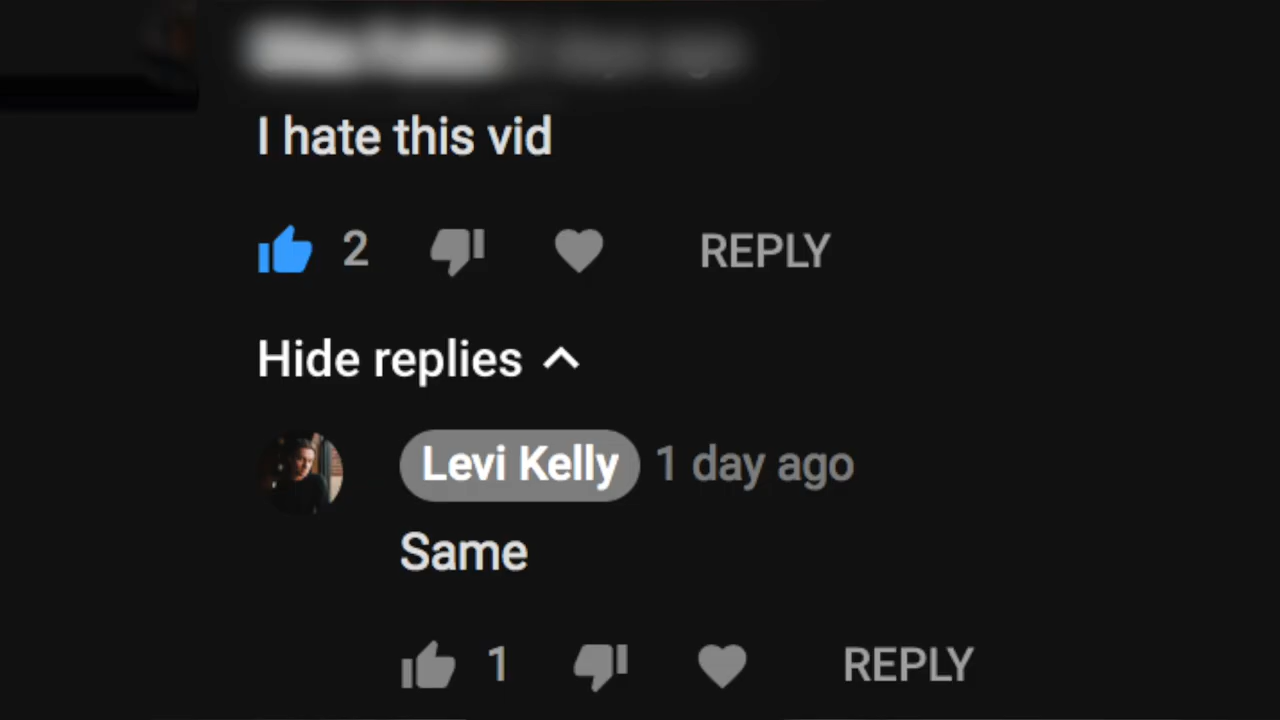 I hate this vid
2 REPLY
Hide replies
Levi Kelly 1 day ago
Same
1 REPLY